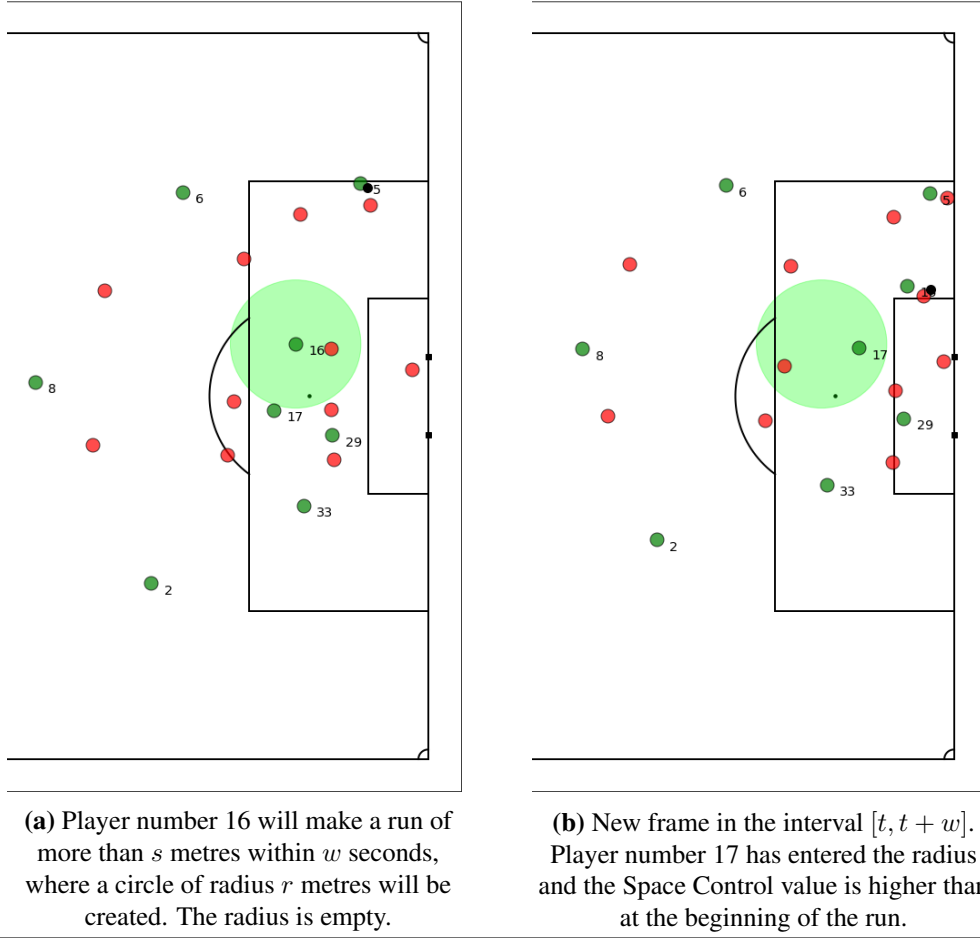 6
5
16
8
17
29
33
2
6
5
8
17
29
33
2
(a) Player number 16 will make a run of
more than s metres within w seconds,
where a circle of radius r metres will be
created. The radius is empty.
(b) New frame in the interval [t, t + w].
Player number 17 has entered the radius
and the Space Control value is higher than
at the beginning of the run.